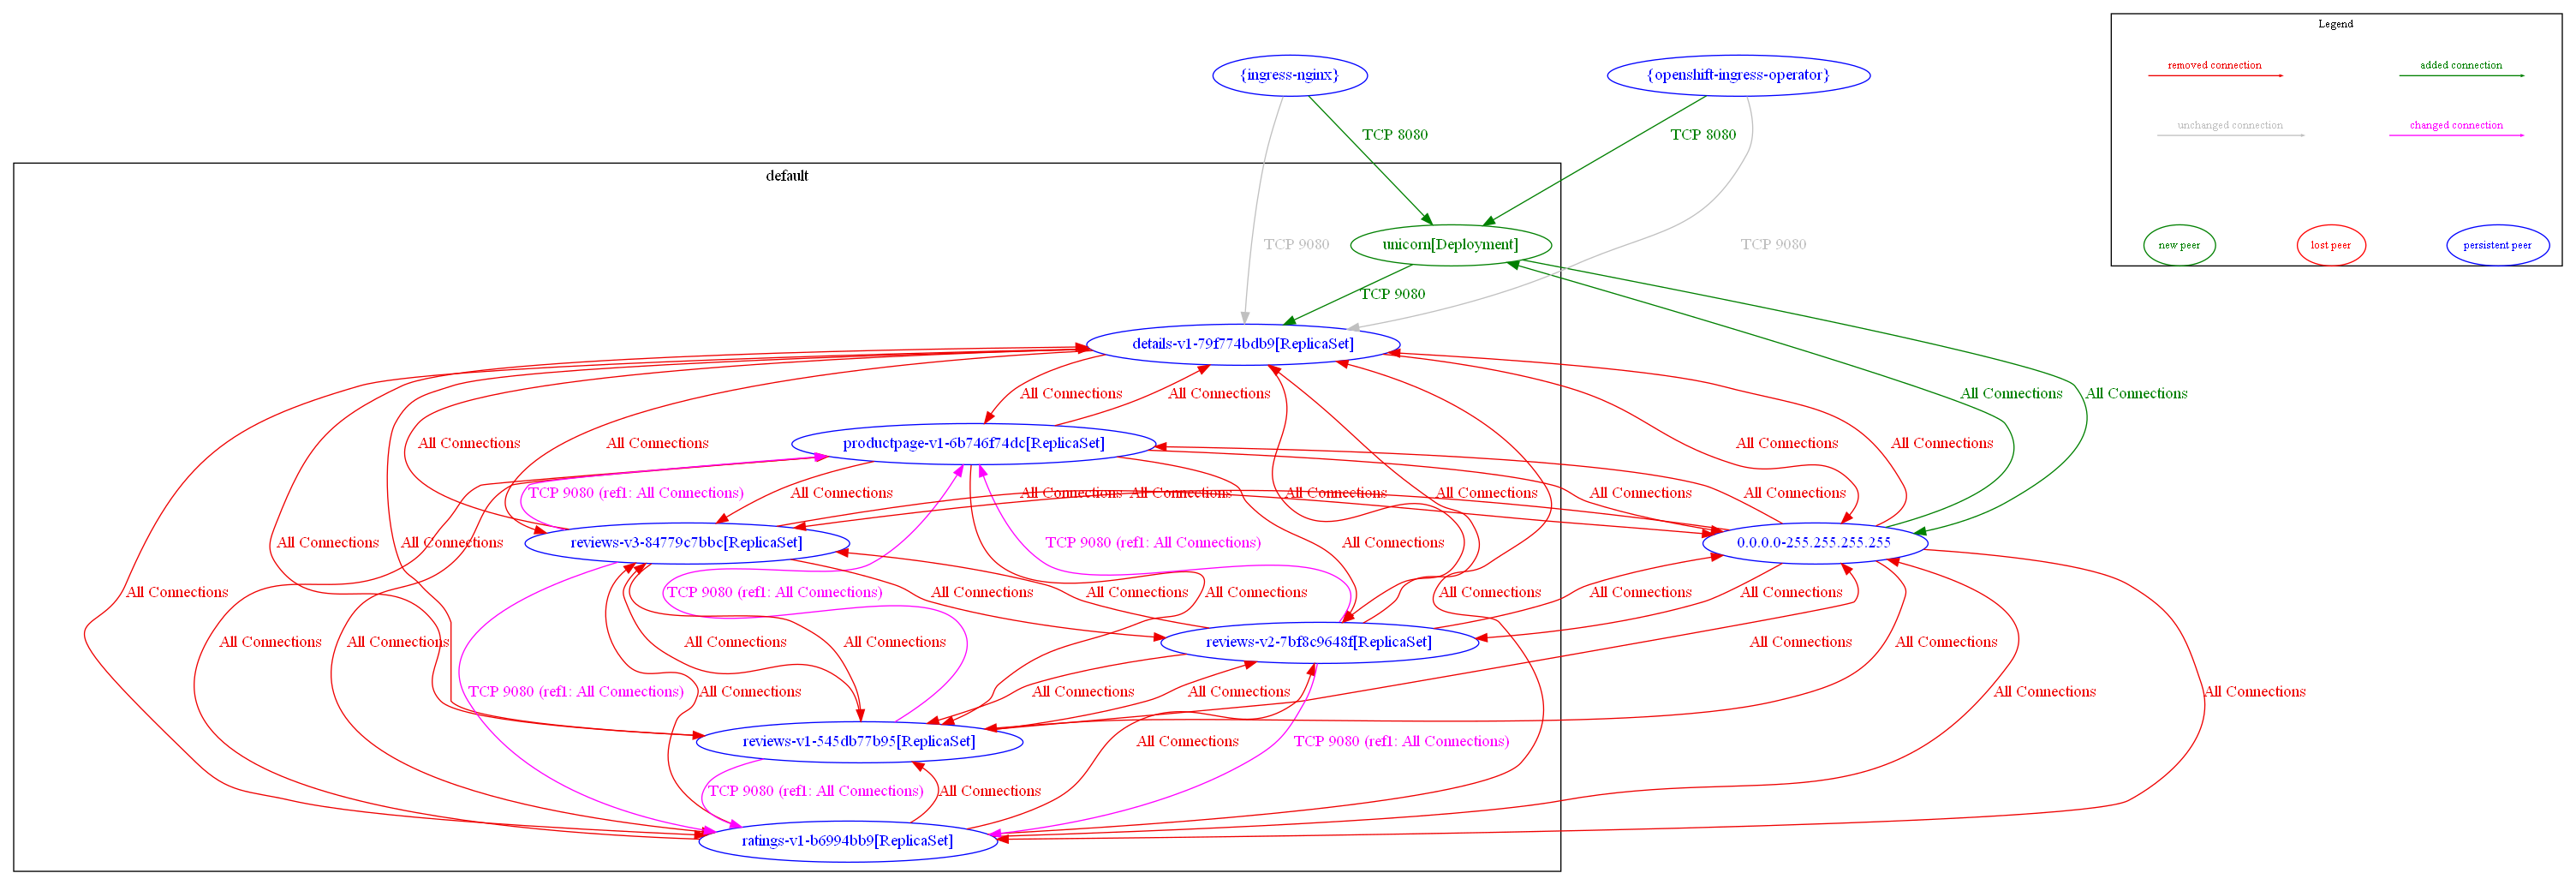 Legend
removed connection
added connection
unchanged connection
changed connection
new peer
lost peer
persistent peer
{ingress-nginx}
{openshift-ingress-operator}
TCP 8080
TCP 8080
default
unicorn[Deployment]
TCP 9080
TCP 9080
TCP 9080
details-v1-79f774bdb9[ReplicaSet]
All Connections
All Connections
All Connections
All Connections
productpage-v1-6b746f74dc[ReplicaSet]
All Connections
All Connections
All Connections
All Connections
TCP 9080 (ref1: All Connections)
All Connections
All Connections
All Connections
All Connections
All Connections
All Connections
All Connections
reviews-v3-84779c7bbc[ReplicaSet]
0.0.0.0-255.255.255.255
All Connections
All Connections
TCP 9080 (ref1: All Connections)
All Connections
All Connections
TCP 9080 (ref1: All Connections)
All Connections
All Connections
All Connections
All Connections
All Connections
All Connections
All Connections
All Connections
All Connections
All Connections
reviews-v2-7bf8c9648f[ReplicaSet]
All Connections
All Connections
TCP 9080 (ref1: All Connections)
All Connections
All Connections
All Connections
All Connections
All Connections
reviews-v1-545db77b95[ReplicaSet]
All Connections
TCP 9080 (ref1: All Connections)
TCP 9080 (ref1: All Connections)
All Connections
ratings-v1-b6994bb9[ReplicaSet]